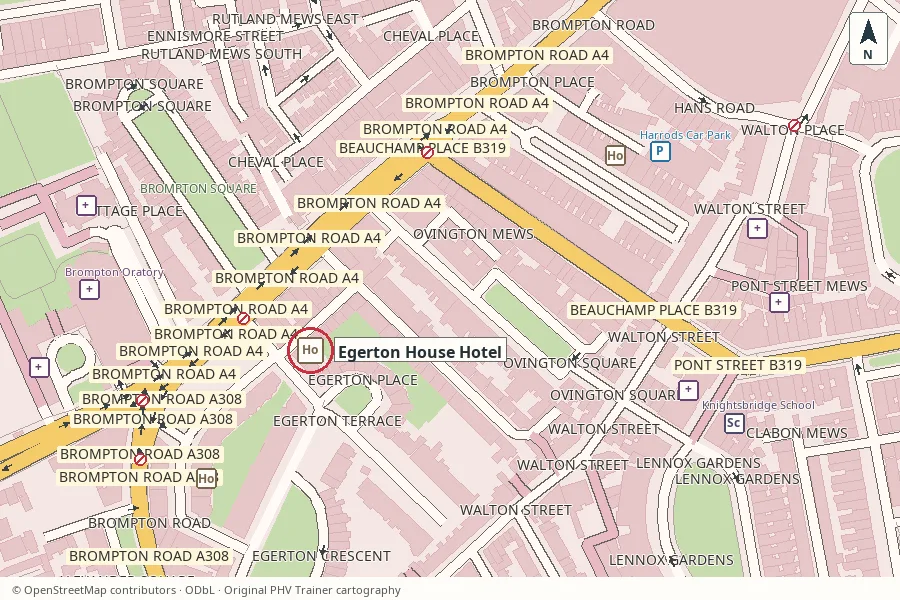 RUTLAND MEWS EAST
BROMPTON ROAD
ENNISMORE STREET
CHEVAL PLACE
RUTLAND MEWS SOUTH
BROMPTON ROAD A4
N
BROMPTON SQUARE
BROMPTON PLACE
BROMPTON SQUARE
BROMPTON ROAD A4
HANS ROAD
BROMPTON ROAD A4
WALTON PLACE
Harrods Car Park
BEAUCHAMP PLACE B319
P
Ho
CHEVAL PLACE
BROMPTON SQUARE
BROMPTON ROAD A4
TTAGE PLACE
WALTON STREET
BROMPTON ROAD A4
OVINGTON MEWS
Brompton Oratory
BROMPTON ROAD A4
PONT STREET MEWS
BROMPTON ROAD A4
BEAUCHAMP PLACE B319
BROMPTON ROAD A4
WALTON STREET
BROMPTON ROAD A4
Ho
Egerton House Hotel
OVINGTON SQUARE
PONT STREET B319
BROMPTON ROAD A4
EGERTON PLACE
BROMPTON ROAD A308
OVINGTON SQUARE
Knightsbridge School
BROMPTON ROAD A308
EGERTON TERRACE
Sc
WALTON STREET
CLABON MEWS
BROMPTON ROAD A308
WALTON STREET
LENNOX GARDENS
BROMPTON ROAD A308
Ho
LENNOX GARDENS
WALTON STREET
BROMPTON ROAD
BROMPTON ROAD A308
EGERTON CRESCENT
LENNOX GARDENS
© OpenStreetMap contributors · ODbL · Original PHV Trainer cartography